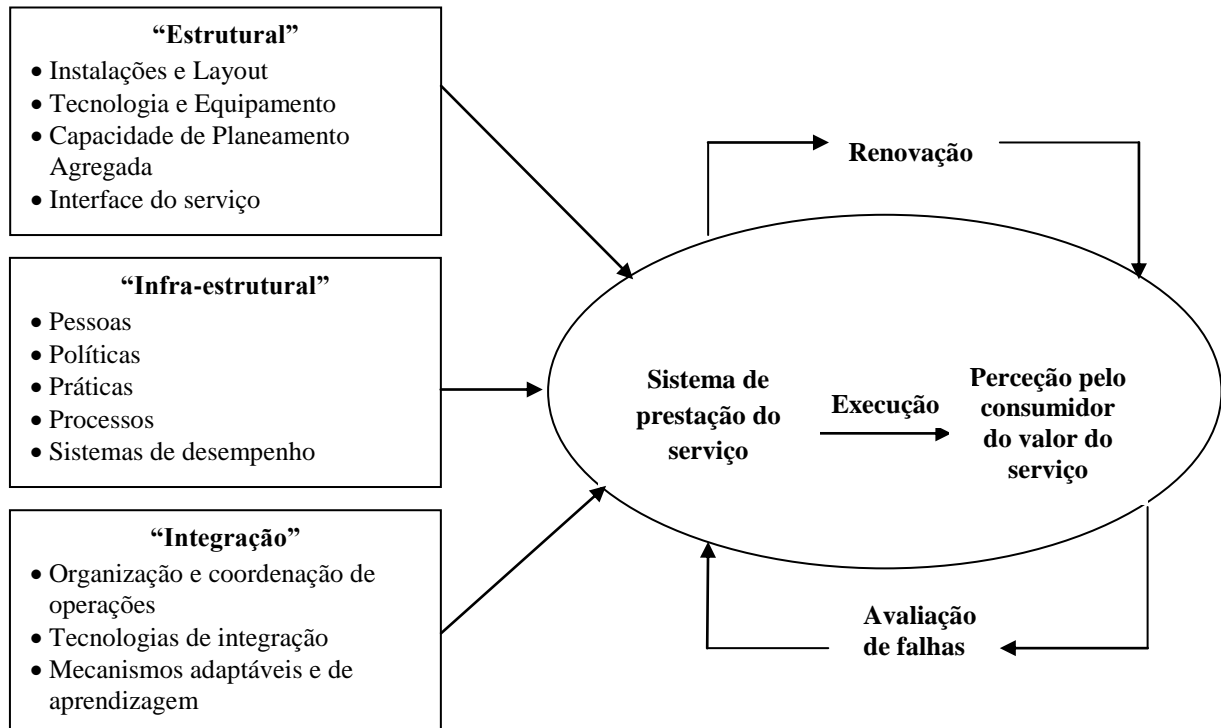 “Estrutural”
• Instalações e Layout
• Tecnologia e Equipamento
• Capacidade de Planeamento
Agregada
• Interface do serviço
“Infra-estrutural”
• Pessoas
• Políticas
• Práticas
• Processos
• Sistemas de desempenho
“Integração”
• Organização e coordenação de
operações
• Tecnologias de integração
• Mecanismos adaptáveis e de
aprendizagem
Renovação
Sistema de
prestação do
serviço
Execução
Perceção pelo
consumidor
do valor do
serviço
Avaliação
de falhas